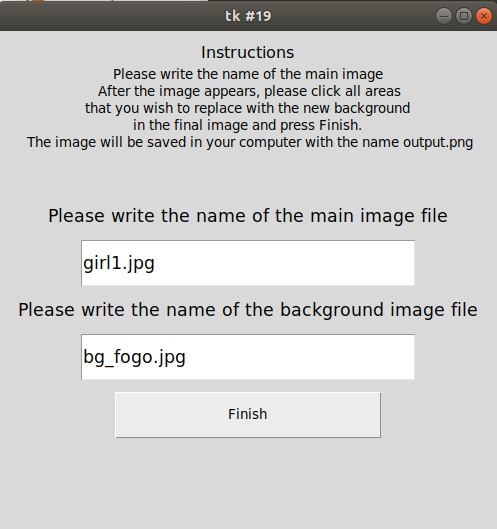 tk #19
Instructions
Please write the name of the main image
After the image appears, please click all areas
that you wish to replace with the new background
in the final image and press Finish.
The image will be saved in your computer with the name output.png
Please write the name of the main image file
girl1.jpg
Please write the name of the background image file
bg_fogo.jpg
Finish